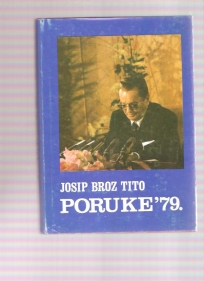 JOSIP BROZ TITO
PORUKE '79.